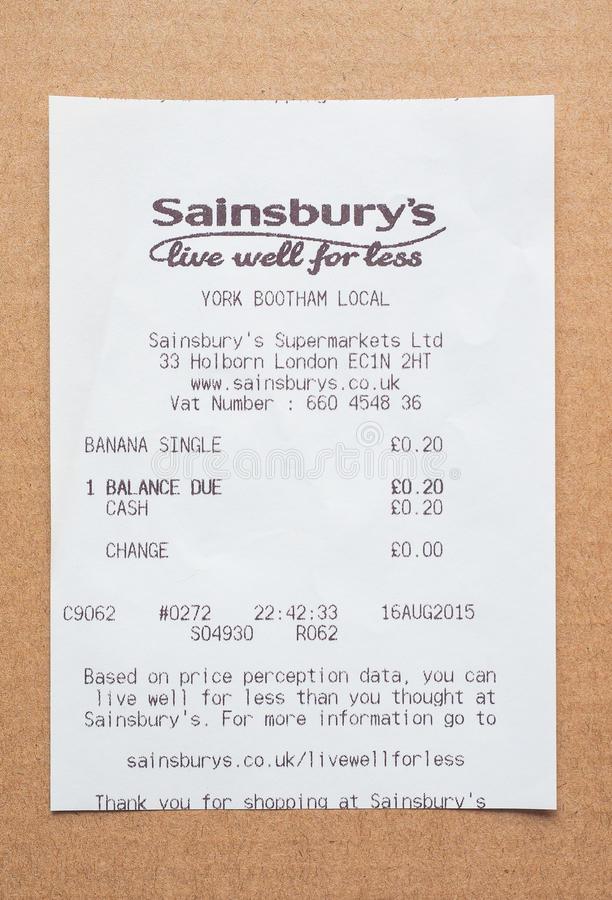 Sainsbury's
live well for less
YORK BOOTHAM LOCAL
Sainsbury's Supermarkets Ltd
33 Holborn London EC1N 2HT
www.sainsburys.co.uk
Vat Number : 660 4548 36
BANANA SINGLE £0.20
1 BALANCE DUE £0.20
CASH £0.20
CHANGE £0.00
C9062 #0272 22:42:33 16AUG2015
S04930 R062
Based on price perception data, you can
live well for less than you thought at
Sainsbury's. For more information go to
sainsburys.co.uk/livewellforless
Thank you for shopping at Sainsbury's
dreamstime